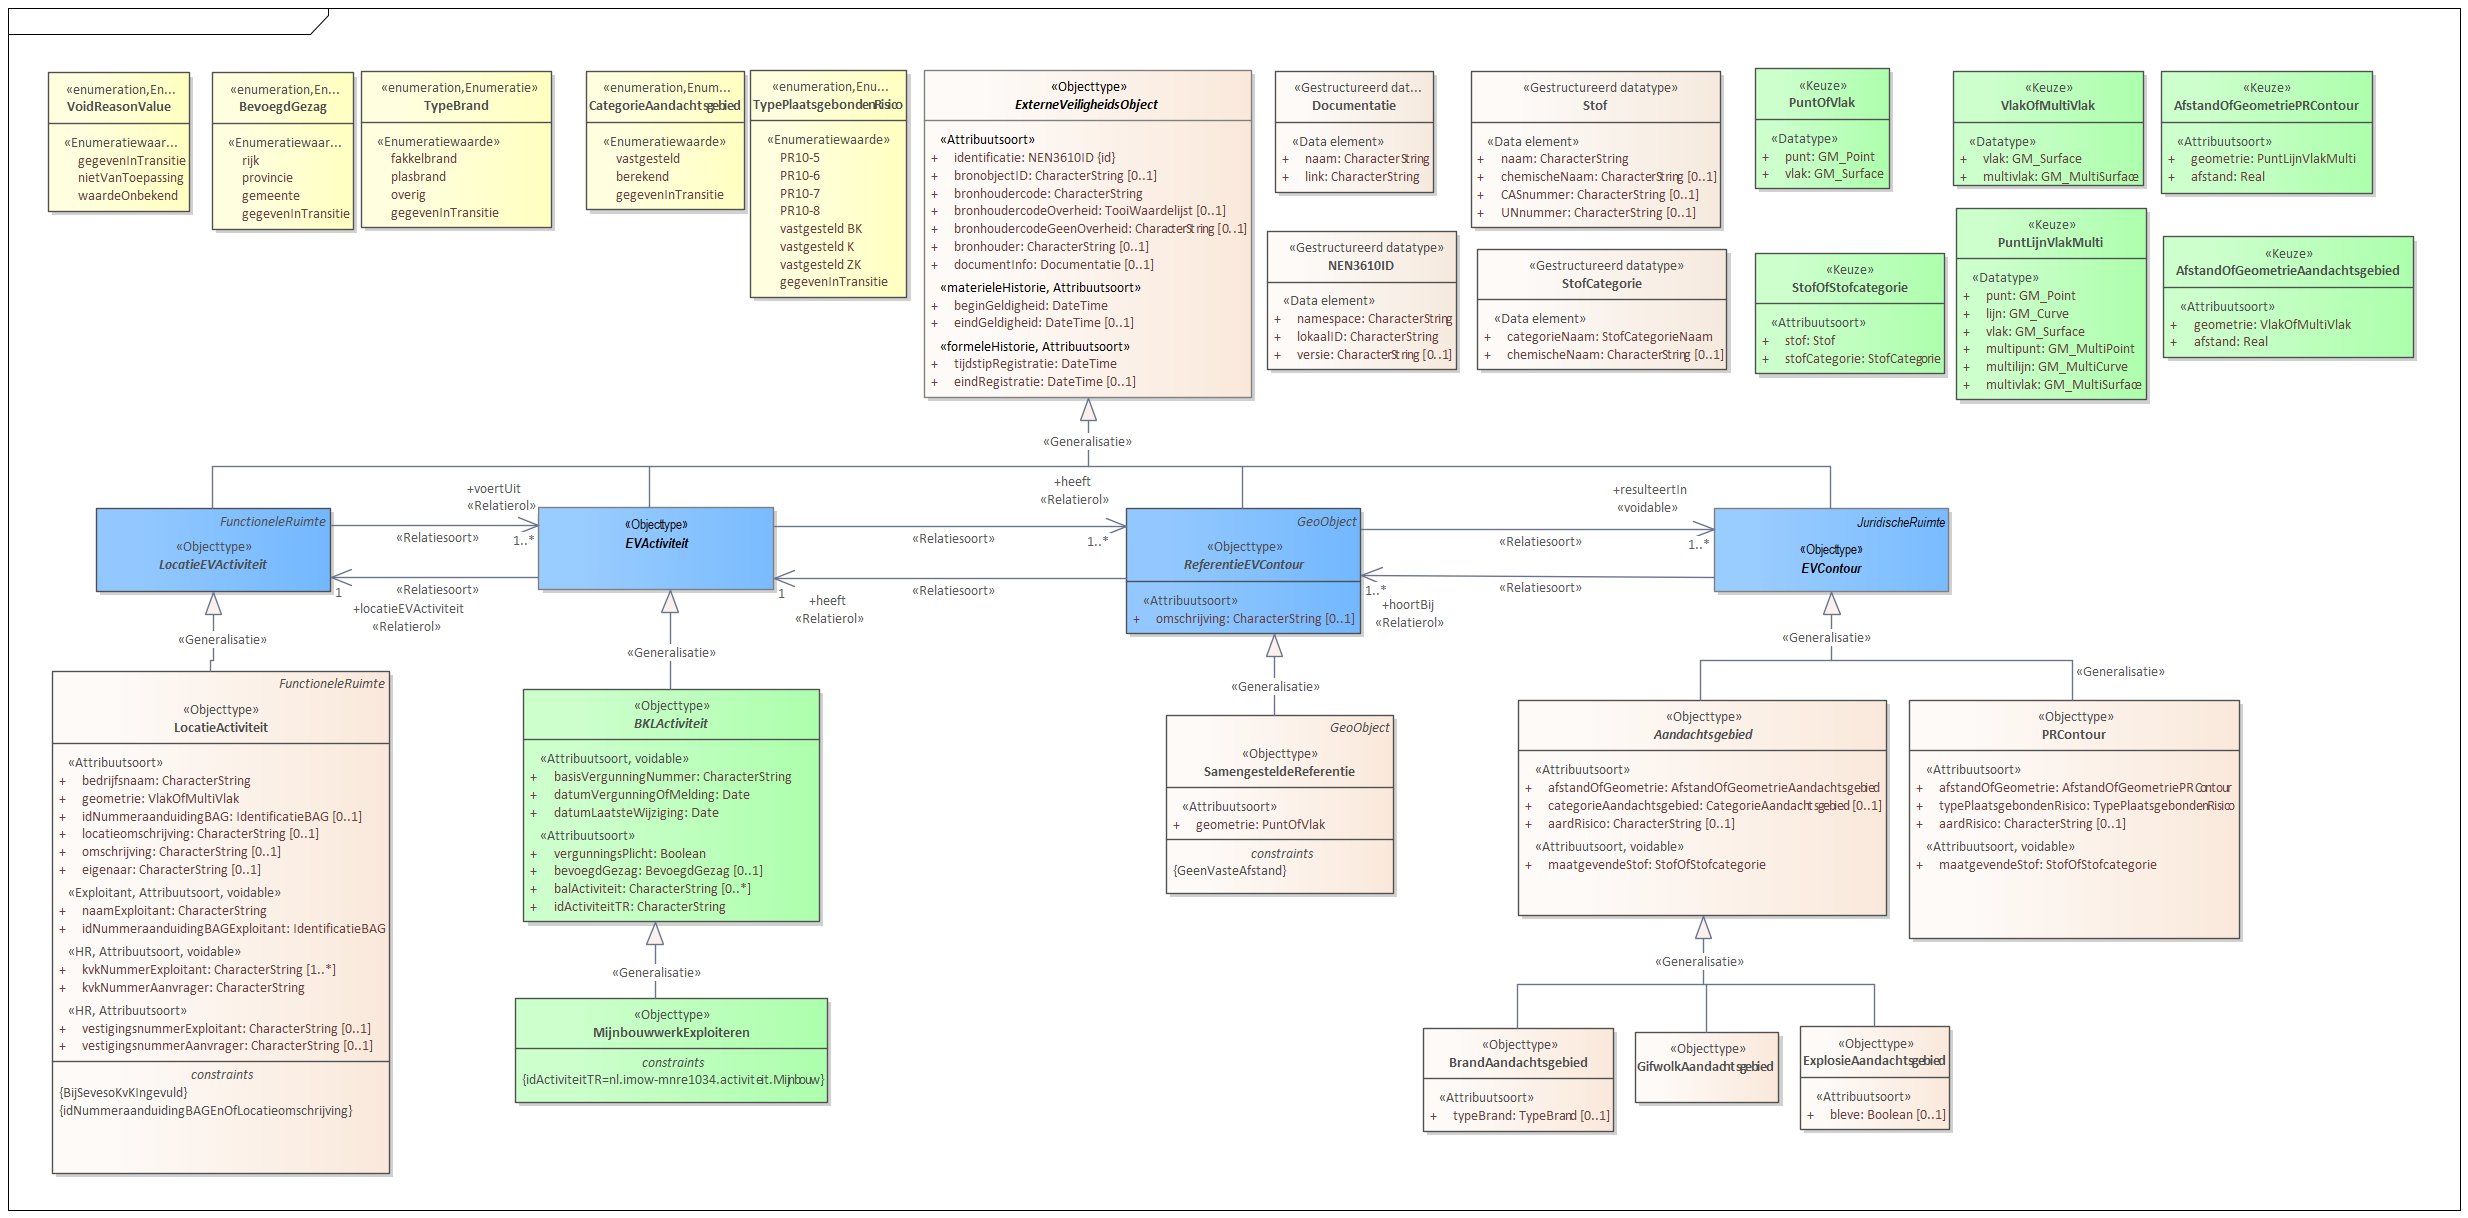 «enumeration,En...
VoidReasonValue
«Enumeratiewaar...
gegevenInTransitie
nietVanToepassing
waardeOnbekend
«enumeration,En...
BevoegdGezag
«Enumeratiewaar...
rijk
provincie
gemeente
gegevenInTransitie
«enumeration,Enumeratie»
TypeBrand
«Enumeratiewaarde»
fakkelbrand
plasbrand
overig
gegevenInTransitie
«enumeration,Enum...
CategorieAandachtsgebied
«Enumeratiewaarde»
vastgesteld
berekend
gegevenInTransitie
«enumeration,Enu...
TypePlaatsgebondenRisico
«Enumeratiewaarde»
PR10-5
PR10-6
PR10-7
PR10-8
vastgesteld BK
vastgesteld K
vastgesteld ZK
gegevenInTransitie
«Objecttype»
ExterneVeiligheidsObject
«Attribuutsoort»
+ identificatie: NEN3610ID {id}
+ bronobjectID: CharacterString [0..1]
+ bronhoudercode: CharacterString
+ bronhoudercodeOverheid: TooiWaardelijst [0..1]
+ bronhoudercodeGeenOverheid: CharacterString [0..1]
+ bronhouder: CharacterString [0..1]
+ documentInfo: Documentatie [0..1]
«materieleHistorie, Attribuutsoort»
+ beginGeldigheid: DateTime
+ eindGeldigheid: DateTime [0..1]
«formeleHistorie, Attribuutsoort»
+ tijdstipRegistratie: DateTime
+ eindRegistratie: DateTime [0..1]
«Gestructureerd dat...
Documentatie
«Data element»
+ naam: CharacterString
+ link: CharacterString
«Gestructureerd datatype»
NEN3610ID
«Data element»
+ namespace: CharacterString
+ lokaalID: CharacterString
+ versie: CharacterString [0..1]
«Gestructureerd datatype»
Stof
«Data element»
+ naam: CharacterString
+ chemischeNaam: CharacterString [0..1]
+ CASnummer: CharacterString [0..1]
+ UNnummer: CharacterString [0..1]
«Gestructureerd datatype»
StofCategorie
«Data element»
+ categorieNaam: StofCategorieNaam
+ chemischeNaam: CharacterString [0..1]
«Keuze»
PuntOfVlak
«Datatype»
+ punt: GM_Point
+ vlak: GM_Surface
«Keuze»
StofOfStofcategorie
«Attribuutsoort»
+ stof: Stof
+ stofCategorie: StofCategorie
«Keuze»
VlakOfMultiVlak
«Datatype»
+ vlak: GM_Surface
+ multivlak: GM_MultiSurface
«Keuze»
PuntLijnVlakMulti
«Datatype»
+ punt: GM_Point
+ lijn: GM_Curve
+ vlak: GM_Surface
+ multipunt: GM_MultiPoint
+ multilijn: GM_MultiCurve
+ multivlak: GM_MultiSurface
«Keuze»
AfstandOfGeometriePRContour
«Attribuutsoort»
+ geometrie: PuntLijnVlakMulti
+ afstand: Real
«Keuze»
AfstandOfGeometrieAandachtsgebied
«Attribuutsoort»
+ geometrie: VlakOfMultiVlak
+ afstand: Real
«Generalisatie»
FunctioneleRuimte
«Objecttype»
LocatieEVActiviteit
+voertUit
«Relatierol»
«Relatiesoort»
1..*
«Relatiesoort»
1
+locatieEVActiviteit
«Relatierol»
«Objecttype»
EVActiviteit
+heeft
«Relatierol»
«Relatiesoort»
1..*
«Relatiesoort»
1
+heeft
«Relatierol»
GeoObject
«Objecttype»
ReferentieEVContour
«Attribuutsoort»
+ omschrijving: CharacterString [0..1]
+resulteertIn
«voidable»
«Relatiesoort»
1..*
«Relatiesoort»
1..*
+hoortBij
«Relatierol»
JuridischeRuimte
«Objecttype»
EVContour
«Generalisatie»
«Generalisatie»
«Generalisatie»
«Generalisatie»
«Generalisatie»
FunctioneleRuimte
«Objecttype»
LocatieActiviteit
«Attribuutsoort»
+ bedrijfsnaam: CharacterString
+ geometrie: VlakOfMultiVlak
+ idNummeraanduidingBAG: IdentificatieBAG [0..1]
+ locatieomschrijving: CharacterString [0..1]
+ omschrijving: CharacterString [0..1]
+ eigenaar: CharacterString [0..1]
«Exploitant, Attribuutsoort, voidable»
+ naamExploitant: CharacterString
+ idNummeraanduidingBAGExploitant: IdentificatieBAG
«HR, Attribuutsoort, voidable»
+ kvkNummerExploitant: CharacterString [1..*]
+ kvkNummerAanvrager: CharacterString
«HR, Attribuutsoort»
+ vestigingsnummerExploitant: CharacterString [0..1]
+ vestigingsnummerAanvrager: CharacterString [0..1]
constraints
{BijSevesoKvKIngevuld}
{idNummeraanduidingBAGEnOfLocatieomschrijving}
«Objecttype»
BKLActiviteit
«Attribuutsoort, voidable»
+ basisVergunningNummer: CharacterString
+ datumVergunningOfMelding: Date
+ datumLaatsteWijziging: Date
«Attribuutsoort»
+ vergunningsPlicht: Boolean
+ bevoegdGezag: BevoegdGezag [0..1]
+ balActiviteit: CharacterString [0..*]
+ idActiviteitTR: CharacterString
«Generalisatie»
«Objecttype»
MijnbouwwerkExploiteren
constraints
{idActiviteitTR=nl.imow-mnre1034.activiteit.Mijnbouw}
GeoObject
«Objecttype»
SamengesteldeReferentie
«Attribuutsoort»
+ geometrie: PuntOfVlak
constraints
{GeenVasteAfstand}
«Objecttype»
Aandachtsgebied
«Attribuutsoort»
+ afstandOfGeometrie: AfstandOfGeometrieAandachtsgebied
+ categorieAandachtsgebied: CategorieAandachtsgebied [0..1]
+ aardRisico: CharacterString [0..1]
«Attribuutsoort, voidable»
+ maatgevendeStof: StofOfStofcategorie
«Objecttype»
PRContour
«Attribuutsoort»
+ afstandOfGeometrie: AfstandOfGeometriePRContour
+ typePlaatsgebondenRisico: TypePlaatsgebondenRisico
+ aardRisico: CharacterString [0..1]
«Attribuutsoort, voidable»
+ maatgevendeStof: StofOfStofcategorie
«Generalisatie»
«Objecttype»
BrandAandachtsgebied
«Attribuutsoort»
+ typeBrand: TypeBrand [0..1]
«Objecttype»
GifwolkAandachtsgebied
«Objecttype»
ExplosieAandachtsgebied
«Attribuutsoort»
+ bleve: Boolean [0..1]